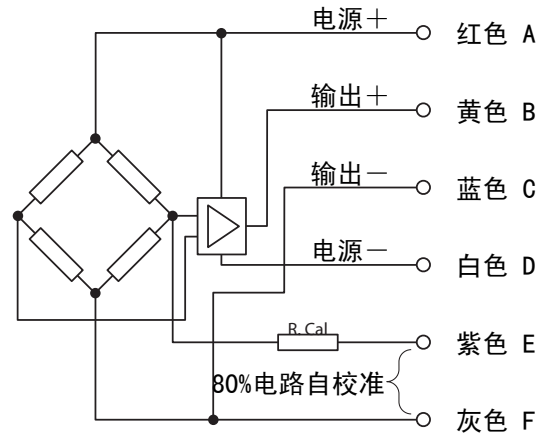 电源＋
红色 A
输出＋
黄色 B
输出－
蓝色 C
电源－
白色 D
R. Cal
紫色 E
80%电路自校准
灰色 F